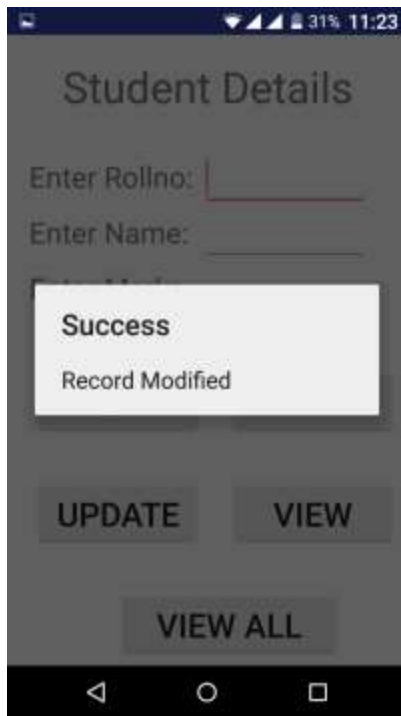 31% 11:23
Student Details
Enter Rollno:
Enter Name:
Success
Record Modified
UPDATE VIEW
VIEW ALL